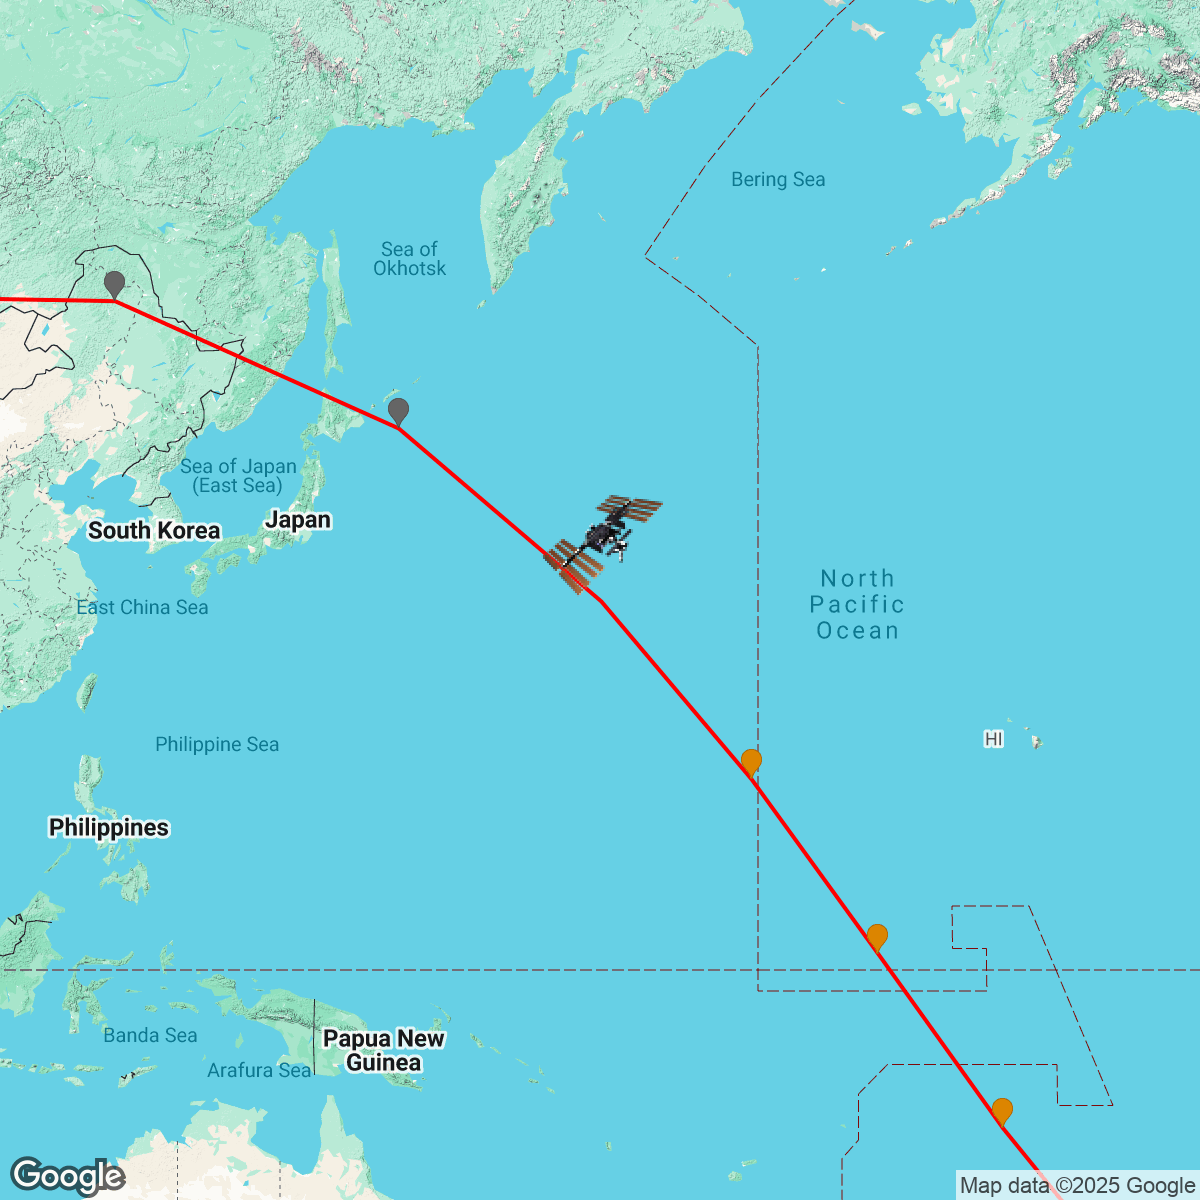 Bering Sea
Sea of
Okhotsk
Sea of Japan
(East Sea)
Japan
South Korea
North
Pacific
Ocean
East China Sea
HI
Philippine Sea
Philippines
Banda Sea
Papua New
Guinea
Arafura Sea
Google
Map data ©2025 Google